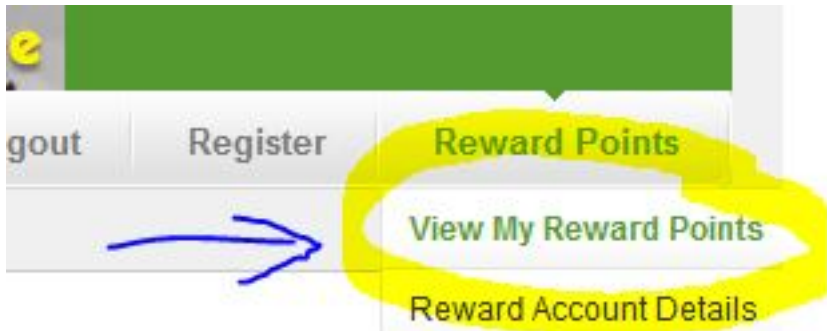 e
gout Register Reward Points
View My Reward Points
Reward Account Details